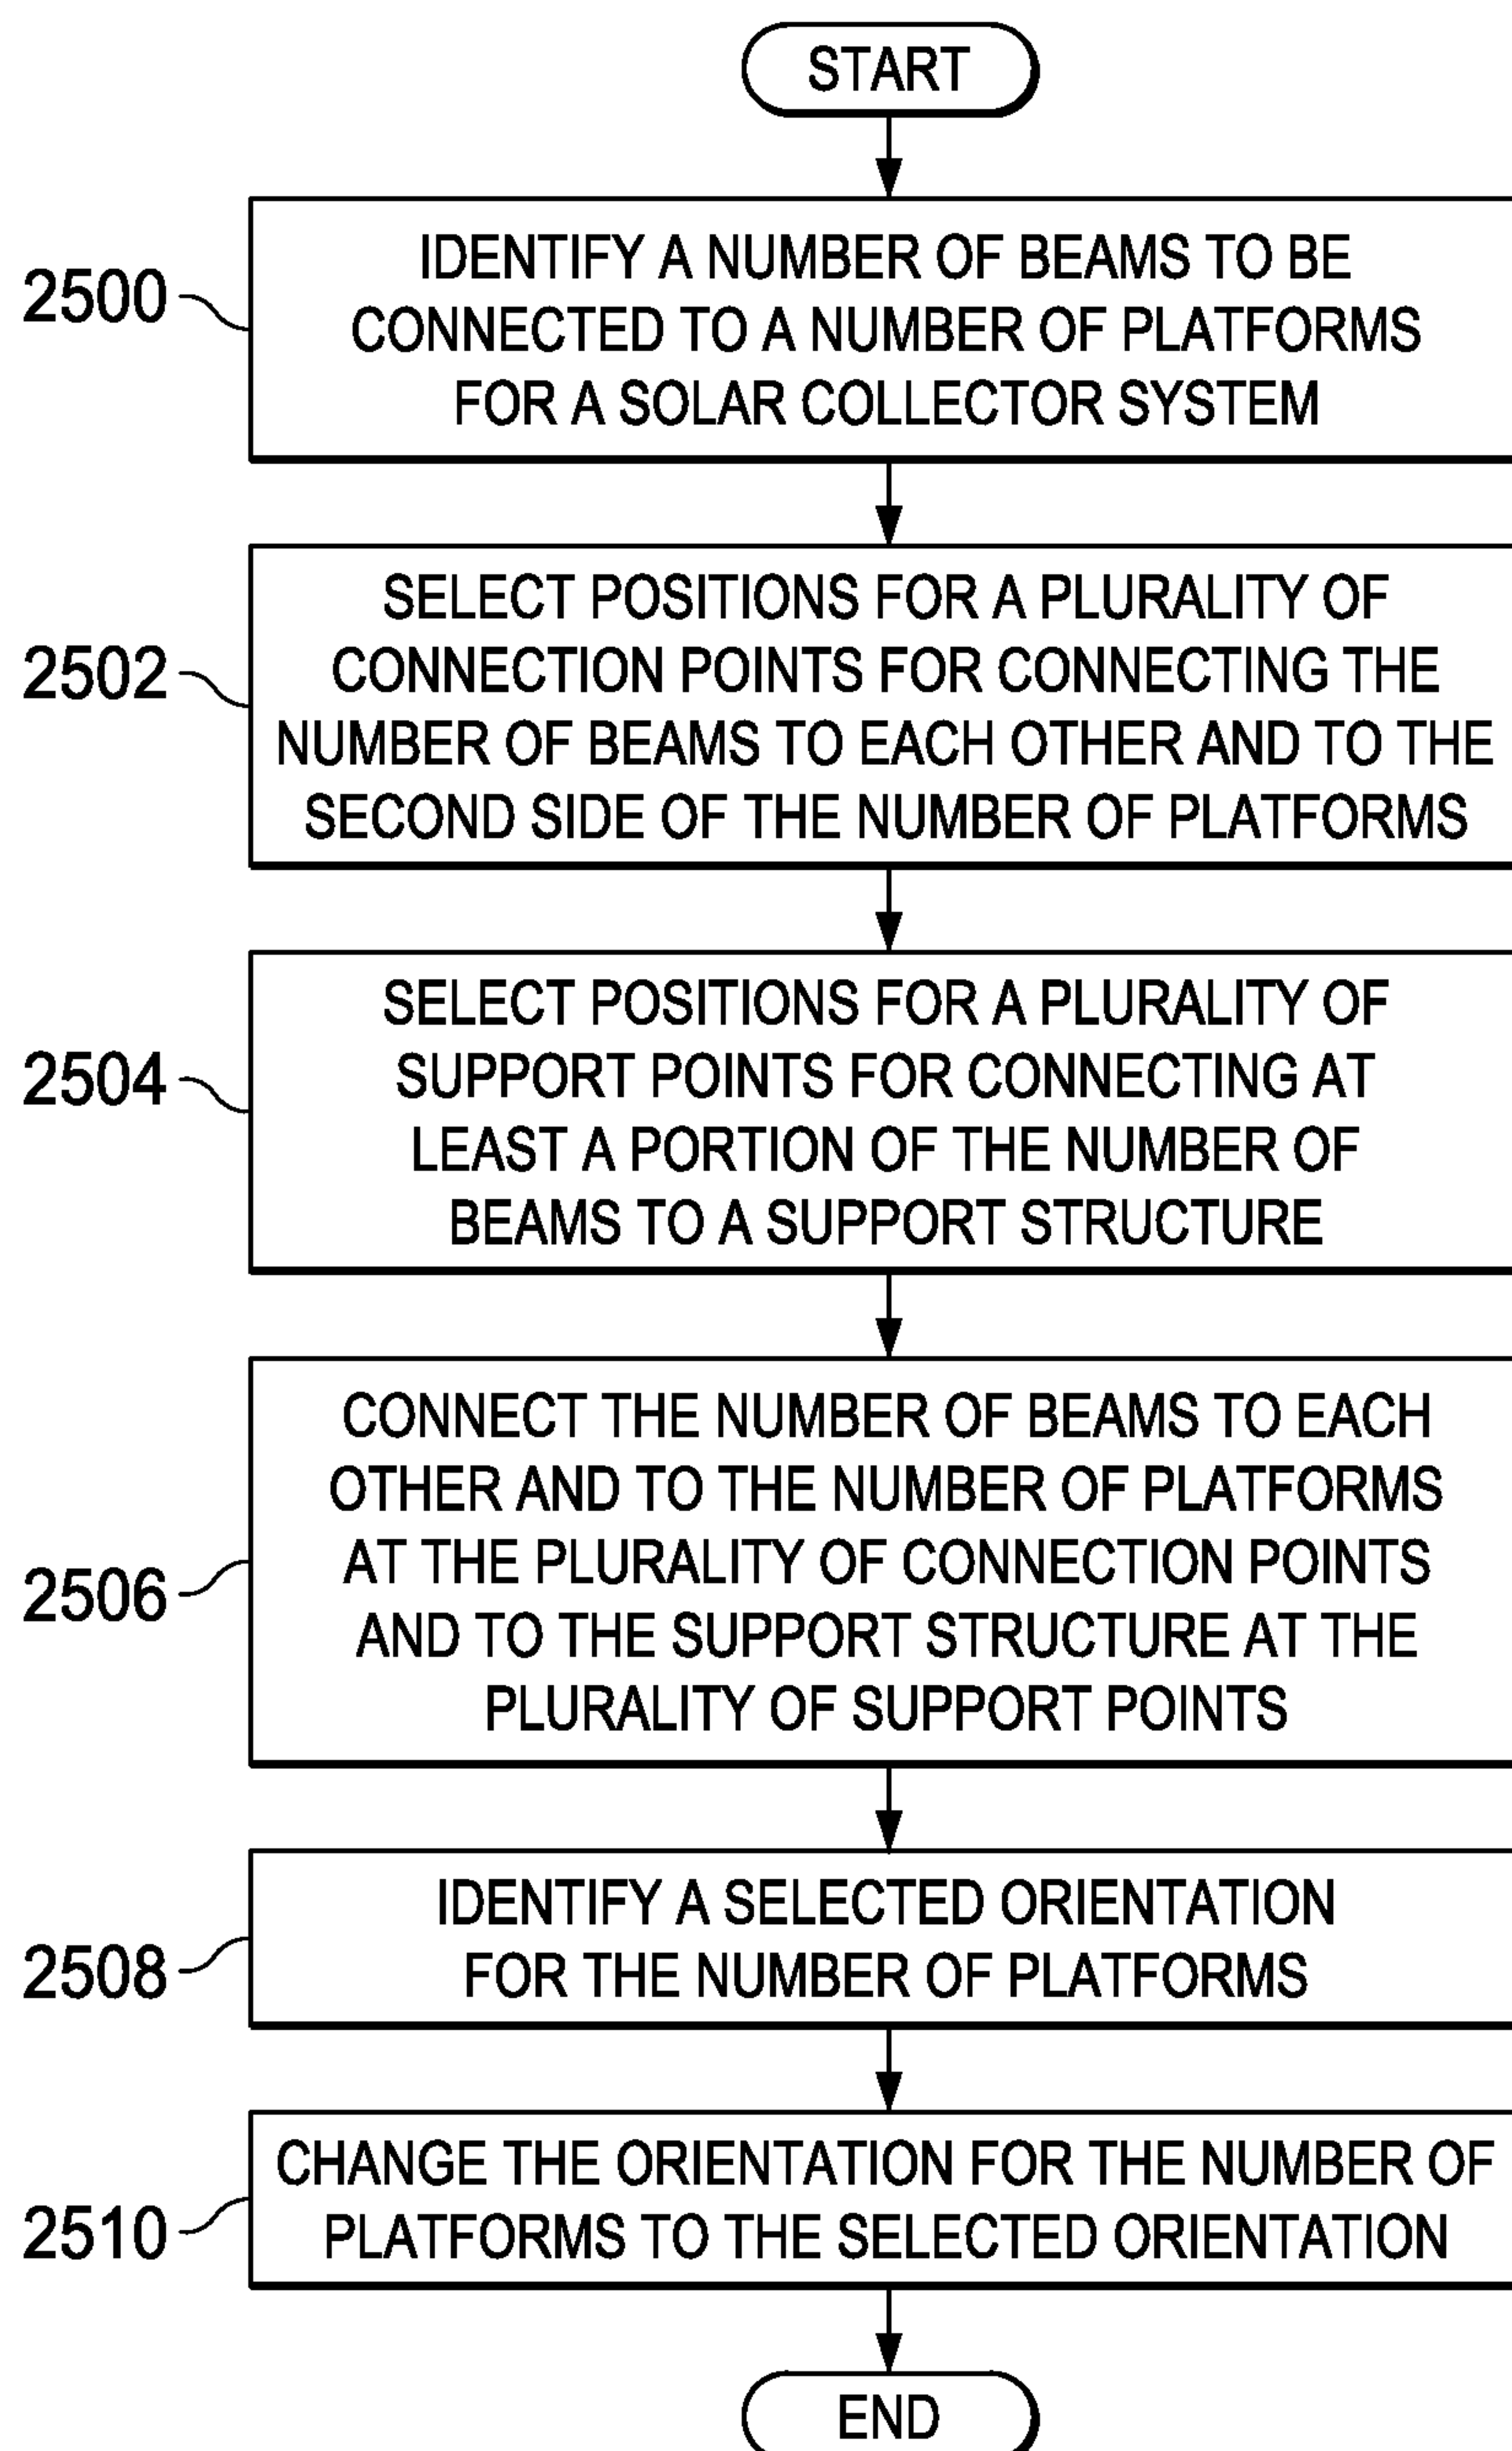 START
2500
IDENTIFY A NUMBER OF BEAMS TO BE
CONNECTED TO A NUMBER OF PLATFORMS
FOR A SOLAR COLLECTOR SYSTEM
2502
SELECT POSITIONS FOR A PLURALITY OF
CONNECTION POINTS FOR CONNECTING THE
NUMBER OF BEAMS TO EACH OTHER AND TO THE
SECOND SIDE OF THE NUMBER OF PLATFORMS
2504
SELECT POSITIONS FOR A PLURALITY OF
SUPPORT POINTS FOR CONNECTING AT
LEAST A PORTION OF THE NUMBER OF
BEAMS TO A SUPPORT STRUCTURE
2506
CONNECT THE NUMBER OF BEAMS TO EACH
OTHER AND TO THE NUMBER OF PLATFORMS
AT THE PLURALITY OF CONNECTION POINTS
AND TO THE SUPPORT STRUCTURE AT THE
PLURALITY OF SUPPORT POINTS
2508
IDENTIFY A SELECTED ORIENTATION
FOR THE NUMBER OF PLATFORMS
2510
CHANGE THE ORIENTATION FOR THE NUMBER OF
PLATFORMS TO THE SELECTED ORIENTATION
END